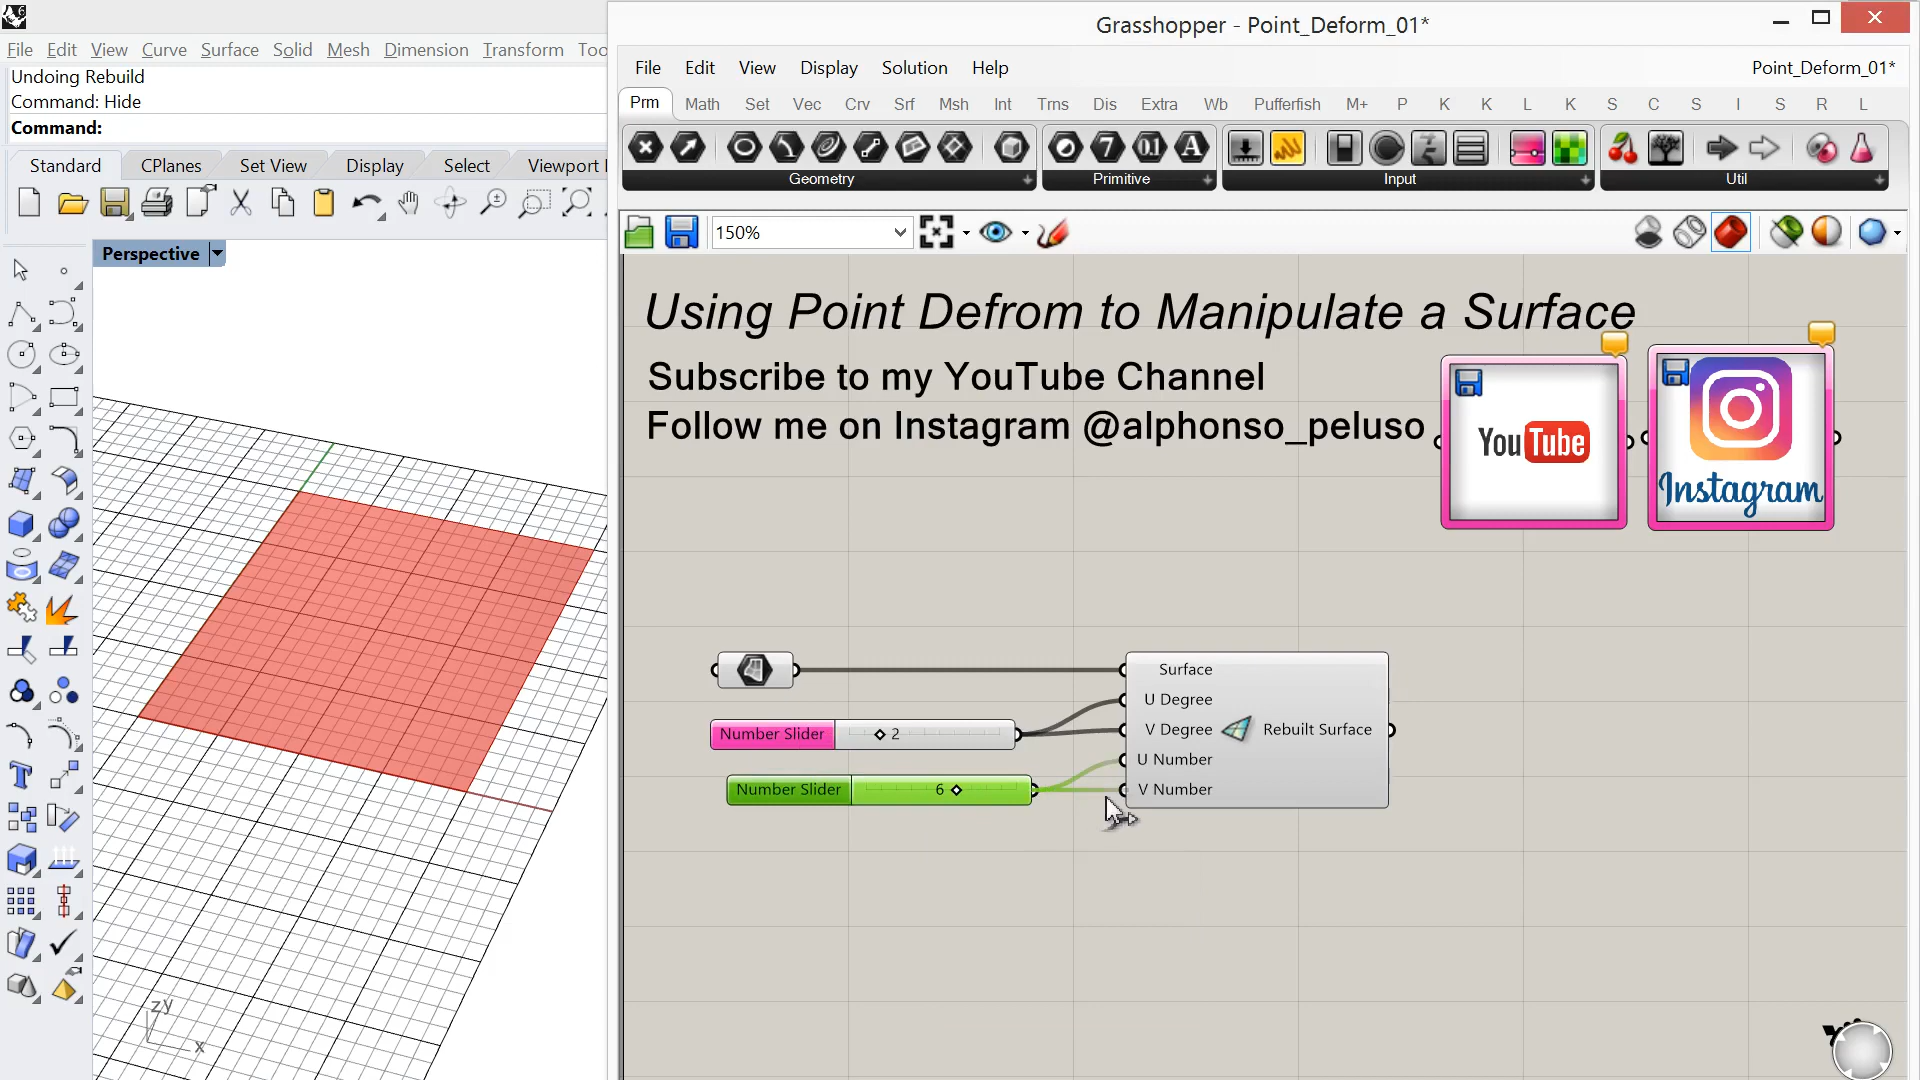 Grasshopper - Point_Deform_01*
File Edit View Curve Surface Solid Mesh Dimension Transform Too
Undoing Rebuild
Command: Hide
Command:
Standard CPlanes Set View Display Select Viewport
Perspective
zy
x
File Edit View Display Solution Help
Point_Deform_01*
Prm Math Set Vec Crv Srf Msh Int Trns Dis Extra Wb Pufferfish M+ P K K L K S C S I S R L
Geometry Primitive Input Util
150%
Using Point Defrom to Manipulate a Surface
Subscribe to my YouTube Channel
Follow me on Instagram @alphonso_peluso
YouTube
Instagram
Surface
U Degree
V Degree
U Number
V Number
Rebuilt Surface
Number Slider 2
Number Slider 6